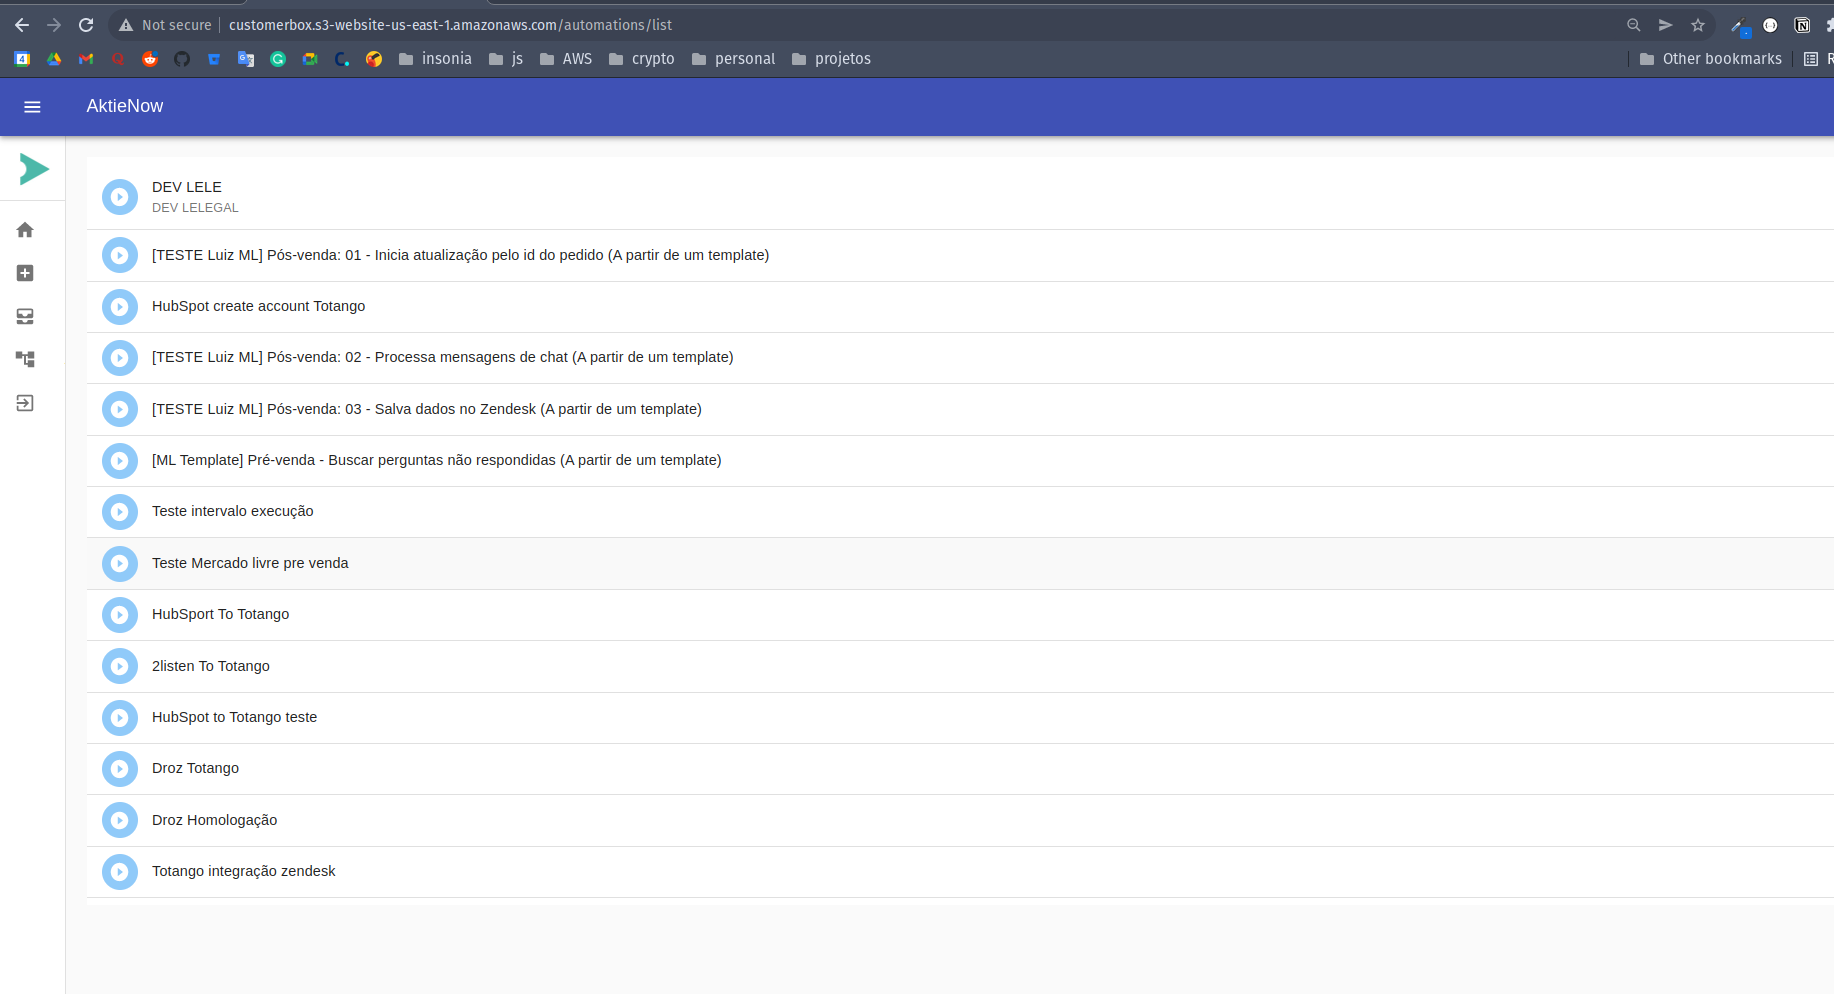 Not secure customerbox.s3-website-us-east-1.amazonaws.com/automations/list
4 insonia js AWS crypto personal projetos Other bookmarks R
AktieNow
DEV LELE
DEV LELEGAL
[TESTE Luiz ML] Pós-venda: 01 - Inicia atualização pelo id do pedido (A partir de um template)
HubSpot create account Totango
[TESTE Luiz ML] Pós-venda: 02 - Processa mensagens de chat (A partir de um template)
[TESTE Luiz ML] Pós-venda: 03 - Salva dados no Zendesk (A partir de um template)
[ML Template] Pré-venda - Buscar perguntas não respondidas (A partir de um template)
Teste intervalo execução
Teste Mercado livre pre venda
HubSport To Totango
2listen To Totango
HubSpot to Totango teste
Droz Totango
Droz Homologação
Totango integração zendesk